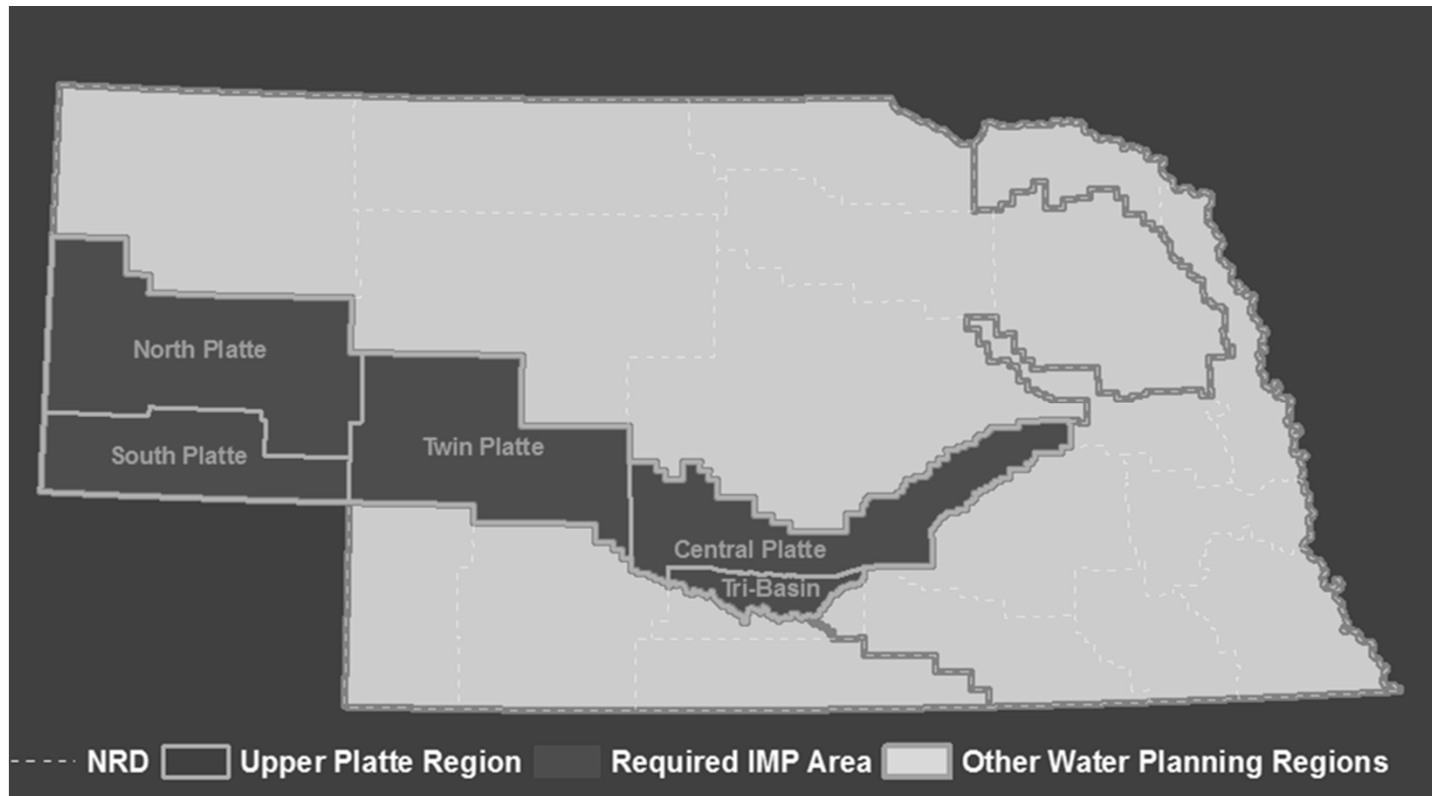 North Platte
South Platte
Twin Platte
Central Platte
Tri-Basin
NRD Upper Platte Region Required IMP Area Other Water Planning Regions